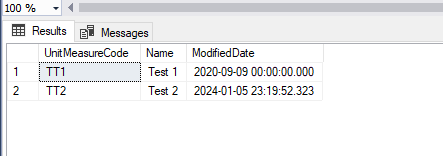 100 %
Results Messages
UnitMeasureCode Name ModifiedDate
1 TT1 Test 1 2020-09-09 00:00:00.000
2 TT2 Test 2 2024-01-05 23:19:52.323